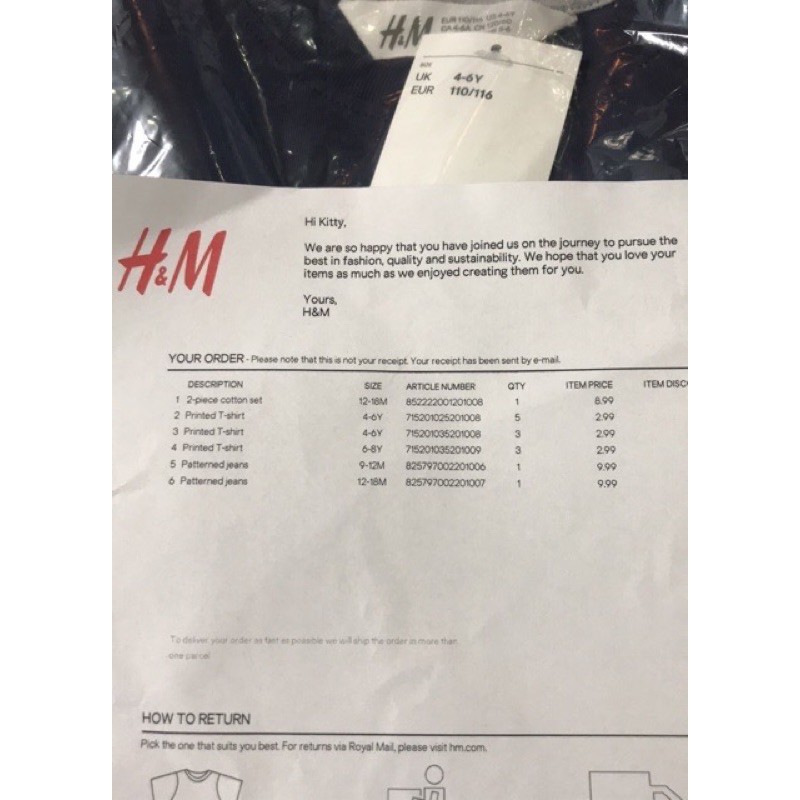 H&M
SIZE
UK 4-6Y
EUR 110/116
H&M
Hi Kitty,
We are so happy that you have joined us on the journey to pursue the
best in fashion, quality and sustainability. We hope that you love your
items as much as we enjoyed creating them for you.
Yours,
H&M
YOUR ORDER - Please note that this is not your receipt. Your receipt has been sent by e-mail.
DESCRIPTION SIZE ARTICLE NUMBER QTY ITEM PRICE ITEM DISCO
1 2-piece cotton set 12-18M 852222001201008 1 8.99
2 Printed T-shirt 4-6Y 715201025201008 5 2.99
3 Printed T-shirt 4-6Y 715201035201008 3 2.99
4 Printed T-shirt 6-8Y 715201035201009 3 2.99
5 Patterned jeans 9-12M 825797002201006 1 9.99
6 Patterned jeans 12-18M 825797002201007 1 9.99
To deliver your order as fast as possible we will ship the order in more than
one parcel
HOW TO RETURN
Pick the one that suits you best. For returns via Royal Mail, please visit hm.com.